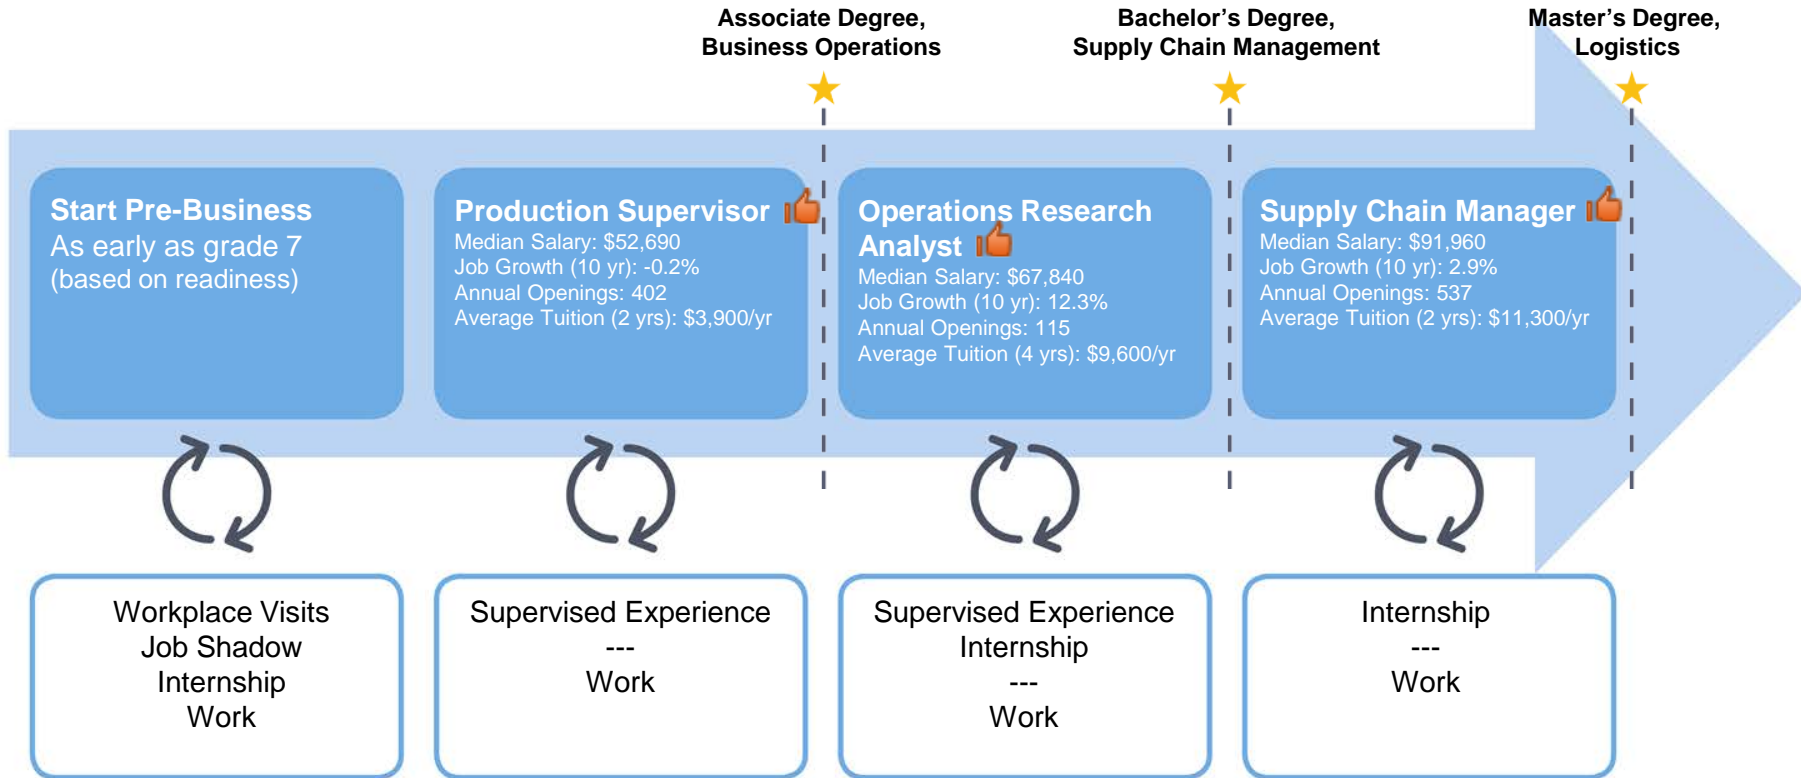 Associate Degree,
Business Operations
Bachelor’s Degree,
Supply Chain Management
Master’s Degree,
Logistics
Start Pre-Business
As early as grade 7
(based on readiness)
Production Supervisor
Median Salary: $52,690
Job Growth (10 yr): -0.2%
Annual Openings: 402
Average Tuition (2 yrs): $3,900/yr
Operations Research
Analyst
Median Salary: $67,840
Job Growth (10 yr): 12.3%
Annual Openings: 115
Average Tuition (4 yrs): $9,600/yr
Supply Chain Manager
Median Salary: $91,960
Job Growth (10 yr): 2.9%
Annual Openings: 537
Average Tuition (2 yrs): $11,300/yr
Workplace Visits
Job Shadow
Internship
Work
Supervised Experience
---
Work
Supervised Experience
Internship
---
Work
Internship
---
Work